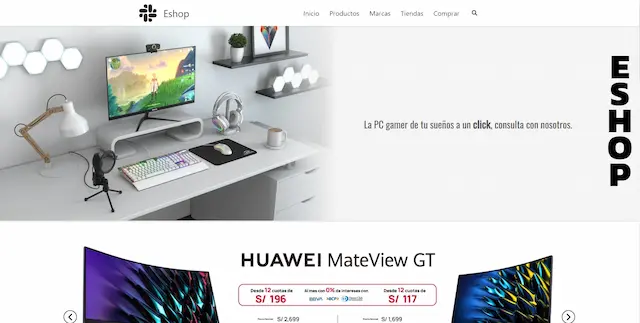 Eshop
Inicio Productos Marcas Tiendas Comprar
La PC gamer de tu sueños a un click, consulta con nosotros.
ESHOP
HUAWEI MateView GT
Desde 12 cuotas de
S/ 196
Al mes con 0% de intereses con
BBVA
Desde 12 cuotas de
S/ 117
S/ 2,699
S/ 1,699